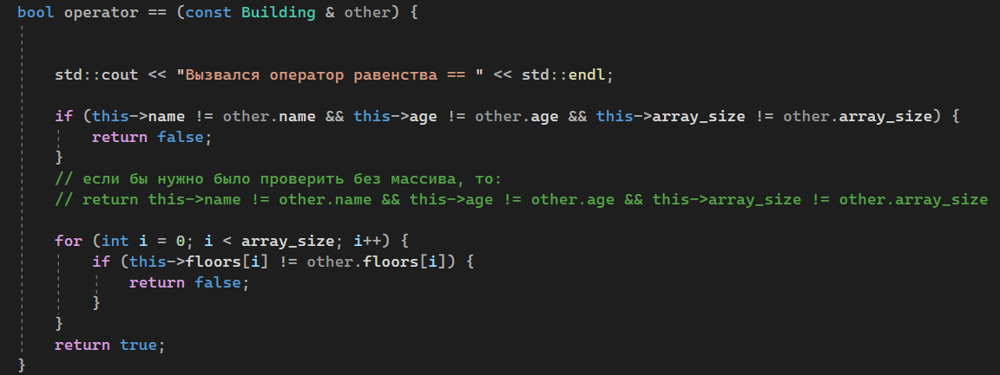 bool operator == (const Building & other) {
std::cout << "Вызвался оператор равенства == " << std::endl;
if (this->name != other.name && this->age != other.age && this->array_size != other.array_size) {
return false;
}
// если бы нужно было проверить без массива, то:
// return this->name != other.name && this->age != other.age && this->array_size != other.array_size
for (int i = 0; i < array_size; i++) {
if (this->floors[i] != other.floors[i]) {
return false;
}
}
return true;
}